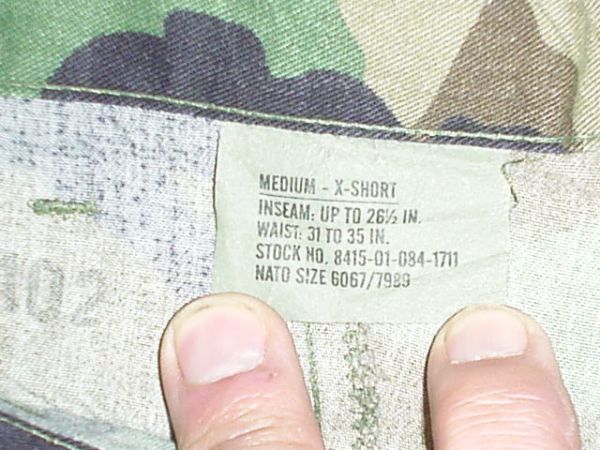 MEDIUM - X-SHORT
INSEAM: UP TO 26½ IN.
WAIST: 31 TO 35 IN.
STOCK NO. 8415-01-084-1711
NATO SIZE 6067/7989
102